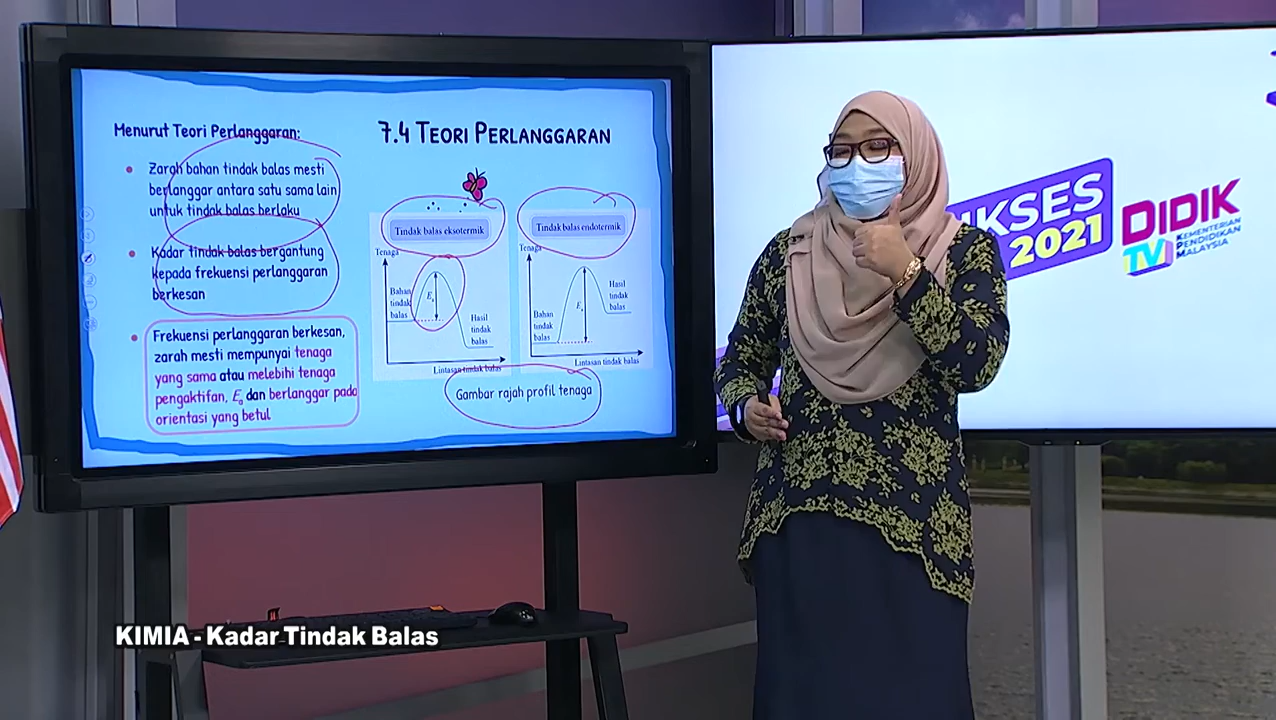 Menurut Teori Perlanggaran:
Zarah bahan tindak balas mesti
berlanggar antara satu sama lain
untuk tindak balas berlaku
Kadar tindak balas bergantung
kepada frekuensi perlanggaran
berkesan
Frekuensi perlanggaran berkesan,
zarah mesti mempunyai tenaga
yang sama atau melebihi tenaga
pengaktifan, Ea dan berlanggar pada
orientasi yang betul
7.4 TEORI PERLANGGARAN
Tindak balas eksotermik
Tenaga
Bahan
tindak
balas
Ea
Hasil
tindak
balas
Lintasan tindak balas
Tindak balas endotermik
Tenaga
Bahan
tindak
balas
Ea
Hasil
tindak
balas
Lintasan tindak balas
Gambar rajah profil tenaga
KSES
2021
DIDIK
TV
KEMENTERIAN
PENDIDIKAN
MALAYSIA
KIMIA - Kadar Tindak Balas